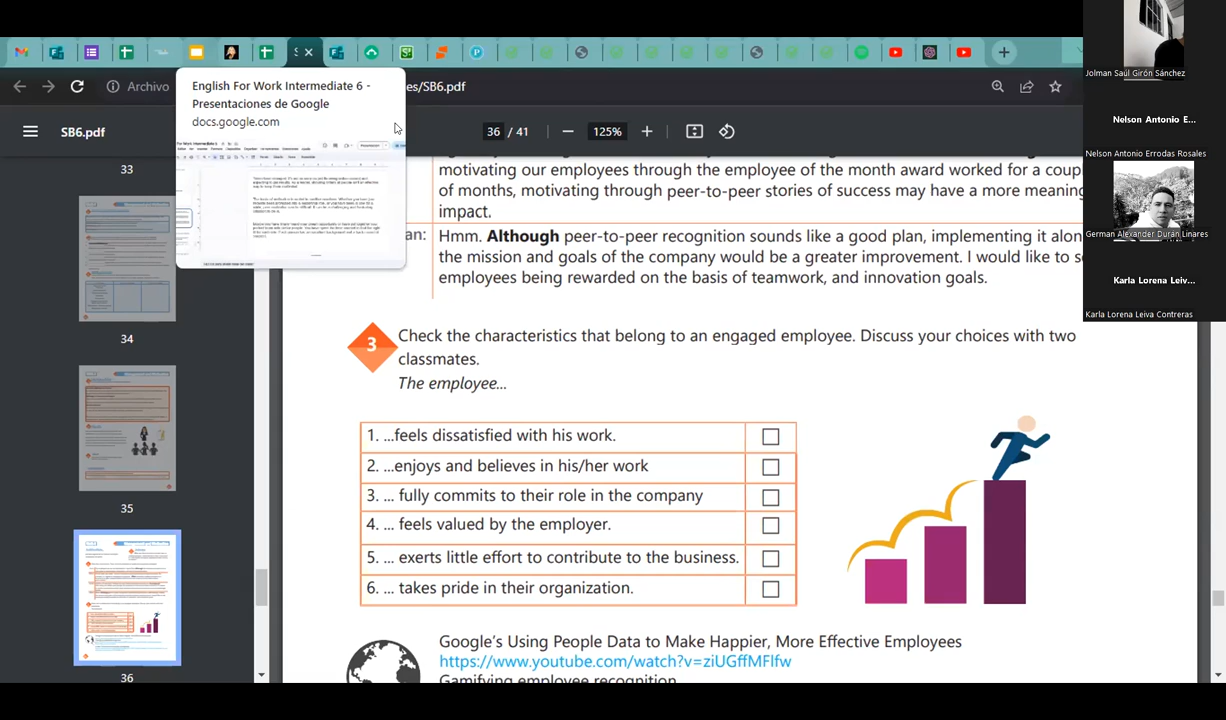 Jolman Saúl Girón Sánchez
English For Work Intermediate 6 -
Presentaciones de Google
docs.google.com
Archivo
es/SB6.pdf
SB6.pdf
36 / 41
125%
Nelson Antonio E...
Nelson Antonio Errodas Rosales
German Alexander Duran Linares
Karla Lorena Leiv...
Karla Lorena Leiva Contreras
33
34
35
36
motivating our employees through the employee of the month award worked for a coup
of months, motivating through peer-to-peer stories of success may have a more meaning
impact.
an:
Hmm. Although peer-to-peer recognition sounds like a good plan, implementing it alon
the mission and goals of the company would be a greater improvement. I would like to se
employees being rewarded on the basis of teamwork, and innovation goals.
3
Check the characteristics that belong to an engaged employee. Discuss your choices with two
classmates.
The employee...
1. ...feels dissatisfied with his work.
2. ...enjoys and believes in his/her work
3. ... fully commits to their role in the company
4. ... feels valued by the employer.
5. ... exerts little effort to contribute to the business.
6. ... takes pride in their organization.
Google's Using People Data to Make Happier, More Effective Employees
https://www.youtube.com/watch?v=ziUGffMFlfw
Gamifying employee recognition